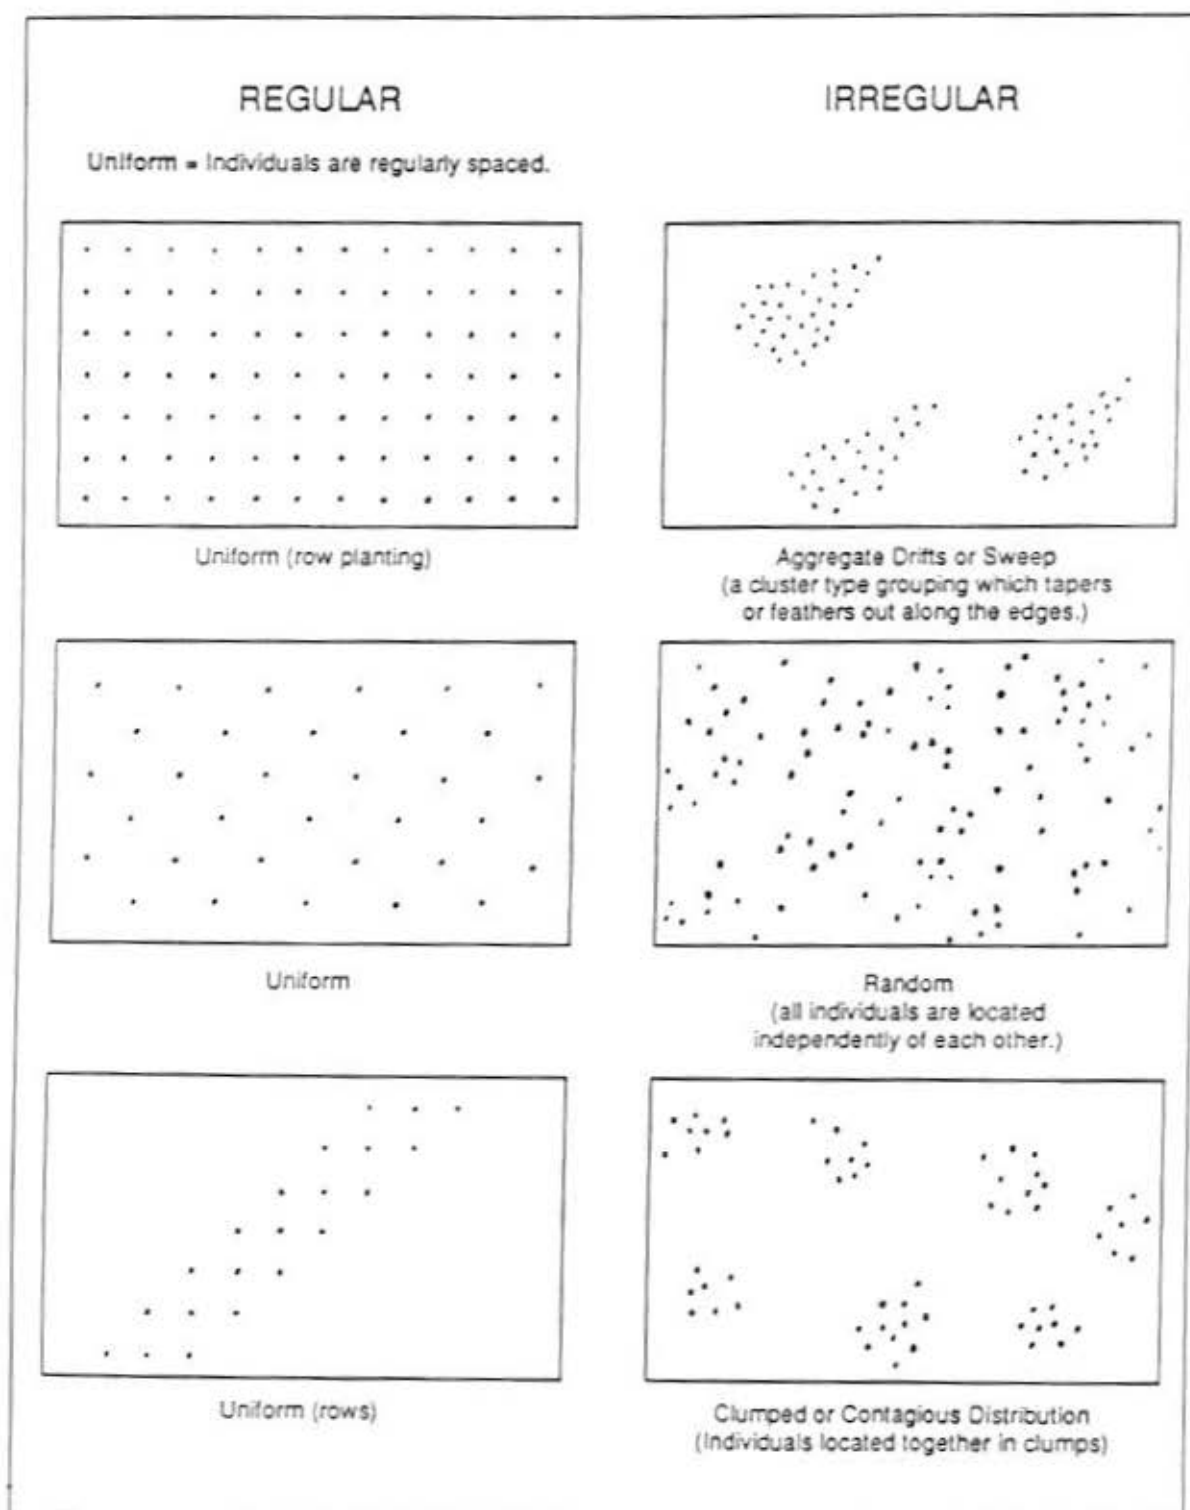 REGULAR
Uniform = Individuals are regularly spaced.
Uniform (row planting)
Uniform
Uniform (rows)
IRREGULAR
Aggregate Drifts or Sweep
(a cluster type grouping which tapers
or feathers out along the edges.)
Random
(all individuals are located
independently of each other.)
Clumped or Contagious Distribution
(Individuals located together in clumps)